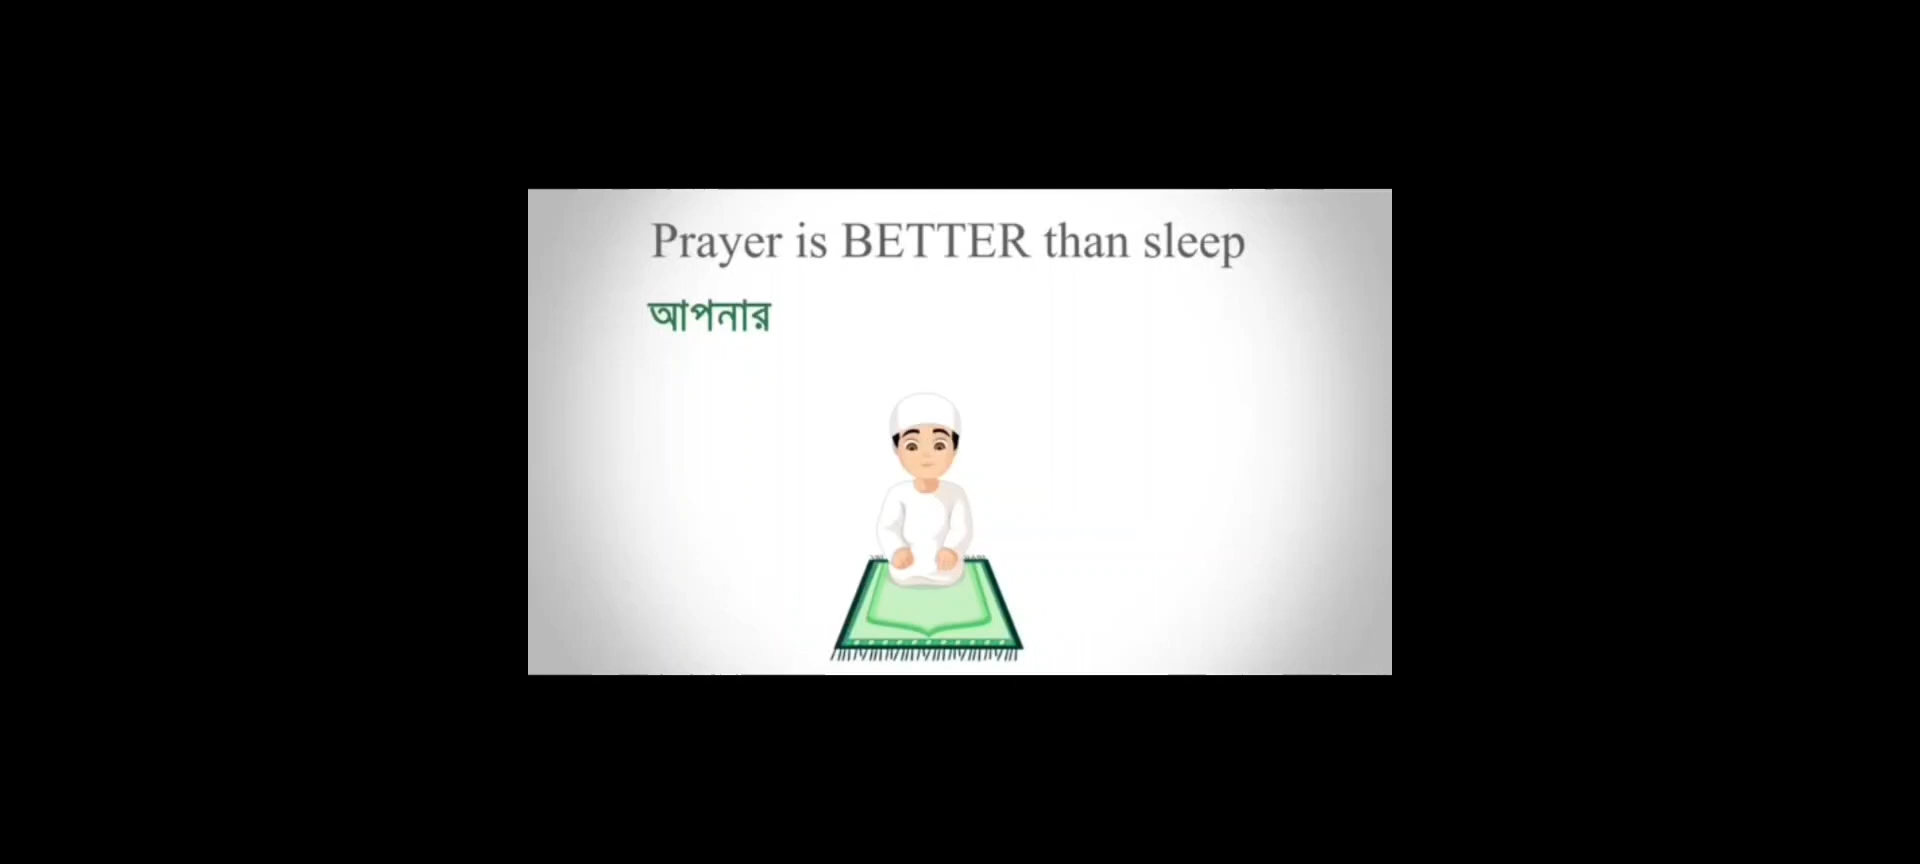 Prayer is BETTER than sleep
আপনার